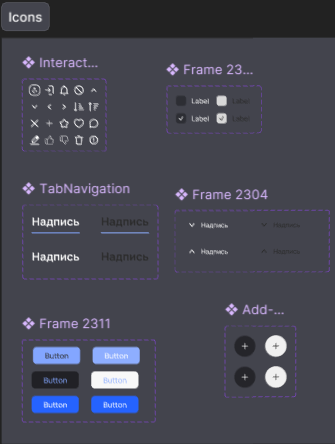 Icons
Interact...
Frame 23...
Label Label
Label Label
TabNavigation
Frame 2304
Надпись Надпись
Надпись Надпись
Надпись Надпись
Надпись Надпись
Frame 2311
Add-...
Button Button
Button Button
Button Button